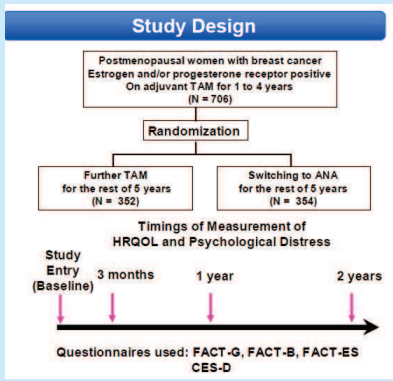 Study Design
Postmenopausal women with breast cancer
Estrogen and/or progesterone receptor positive
On adjuvant TAM for 1 to 4 years
(N = 706)
Randomization
Further TAM
for the rest of 5 years
(N = 352)
Switching to ANA
for the rest of 5 years
(N = 354)
Timings of Measurement of
HRQOL and Psychological Distress
Study
Entry
(Baseline)
3 months
1 year
2 years
Questionnaires used: FACT-G, FACT-B, FACT-ES
CES-D